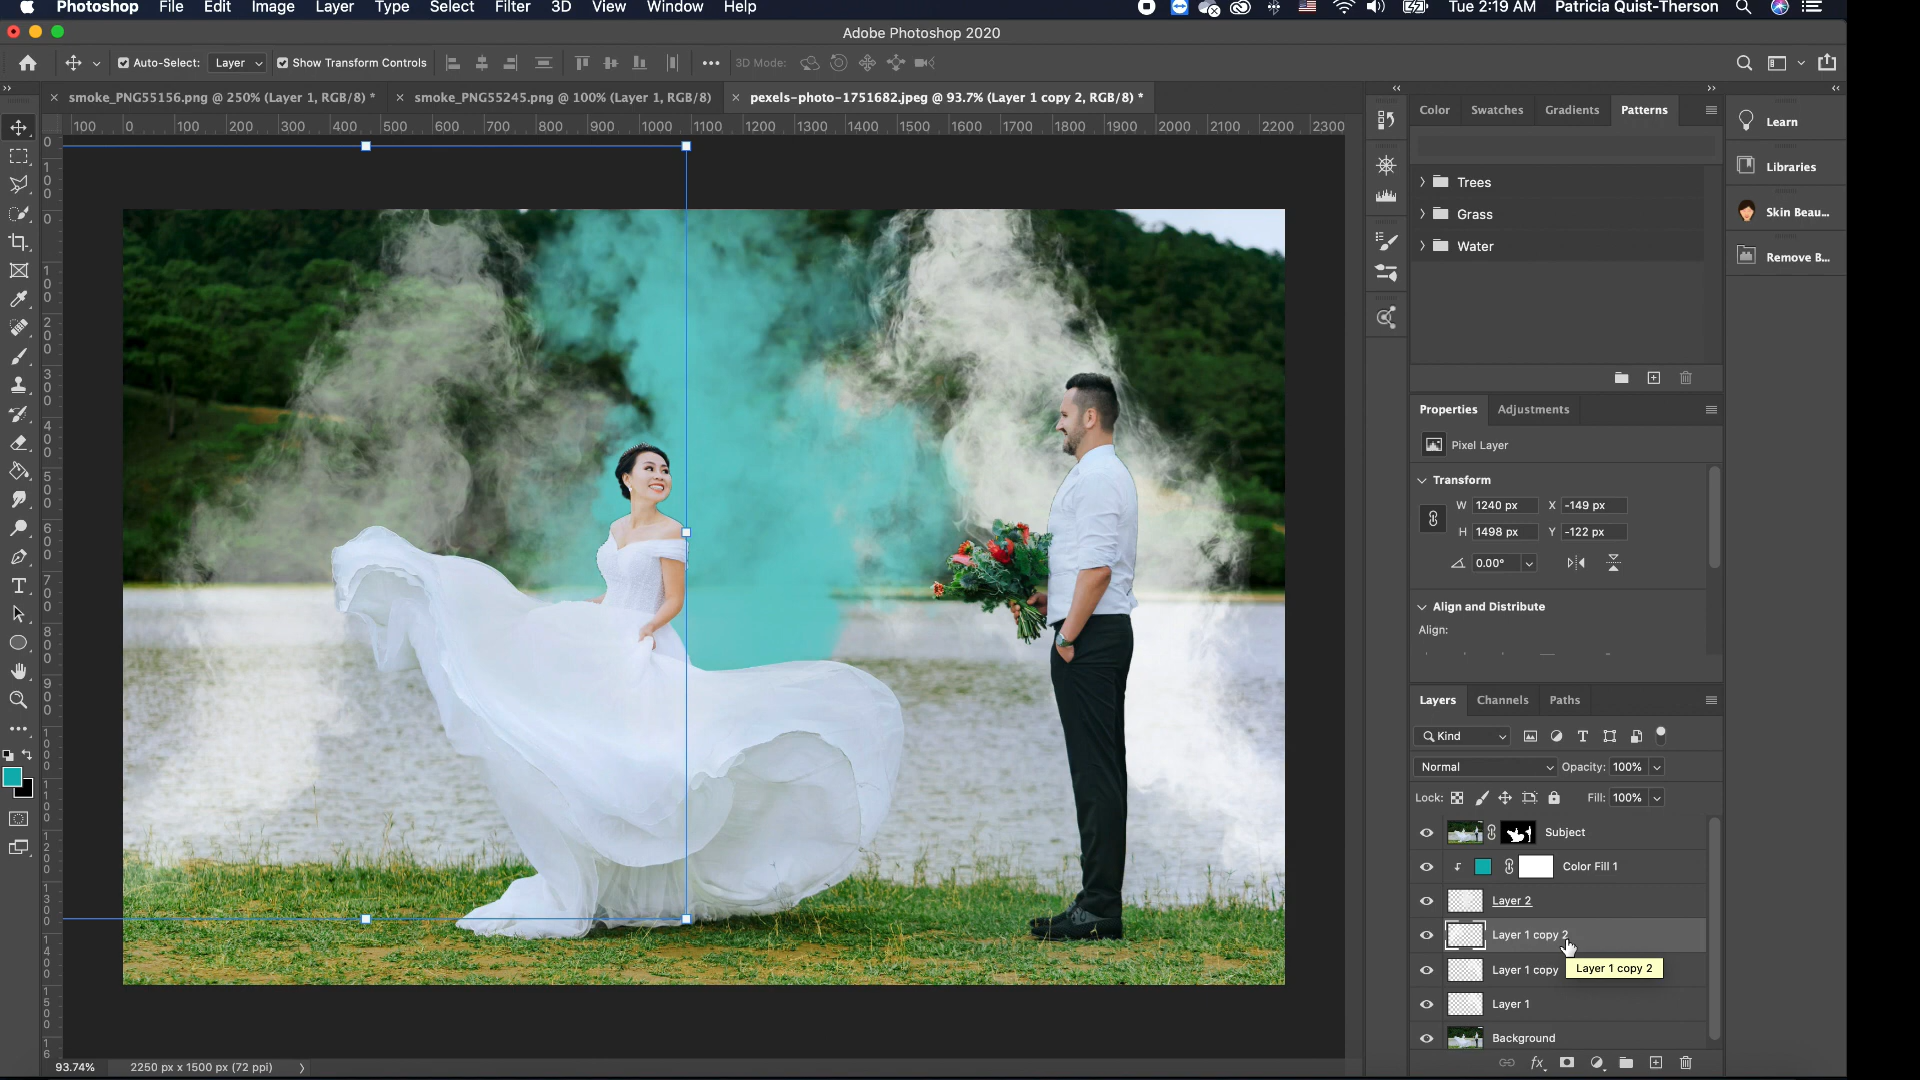 Photoshop File Edit Image Layer Type Select Filter 3D View Window Help Tue 2:19 AM Patricia Quist-Therson
Adobe Photoshop 2020
Auto-Select: Layer Show Transform Controls 3D Mode:
smoke_PNG55156.png @ 250% (Layer 1, RGB/8) * smoke_PNG55245.png @ 100% (Layer 1, RGB/8) pexels-photo-1751682.jpeg @ 93.7% (Layer 1 copy 2, RGB/8) *
100 0 100 200 300 400 500 600 700 800 900 1000 1100 1200 1300 1400 1500 1600 1700 1800 1900 2000 2100 2200 2300
Color Swatches Gradients Patterns
Trees
Grass
Water
Learn
Libraries
Skin Beau...
Remove B...
Properties Adjustments
Pixel Layer
Transform
W 1240 px X -149 px
H 1498 px Y -122 px
0.00°
Align and Distribute
Align:
Layers Channels Paths
Kind
Normal Opacity: 100%
Lock: Fill: 100%
Subject
Color Fill 1
Layer 2
Layer 1 copy 2
Layer 1 copy
Layer 1 copy 2
Layer 1
Background
93.74% 2250 px x 1500 px (72 ppi)